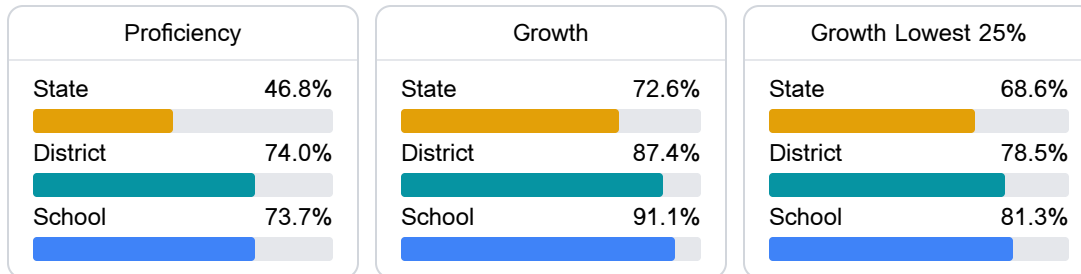 Proficiency
State 46.8%
District 74.0%
School 73.7%
Growth
State 72.6%
District 87.4%
School 91.1%
Growth Lowest 25%
State 68.6%
District 78.5%
School 81.3%